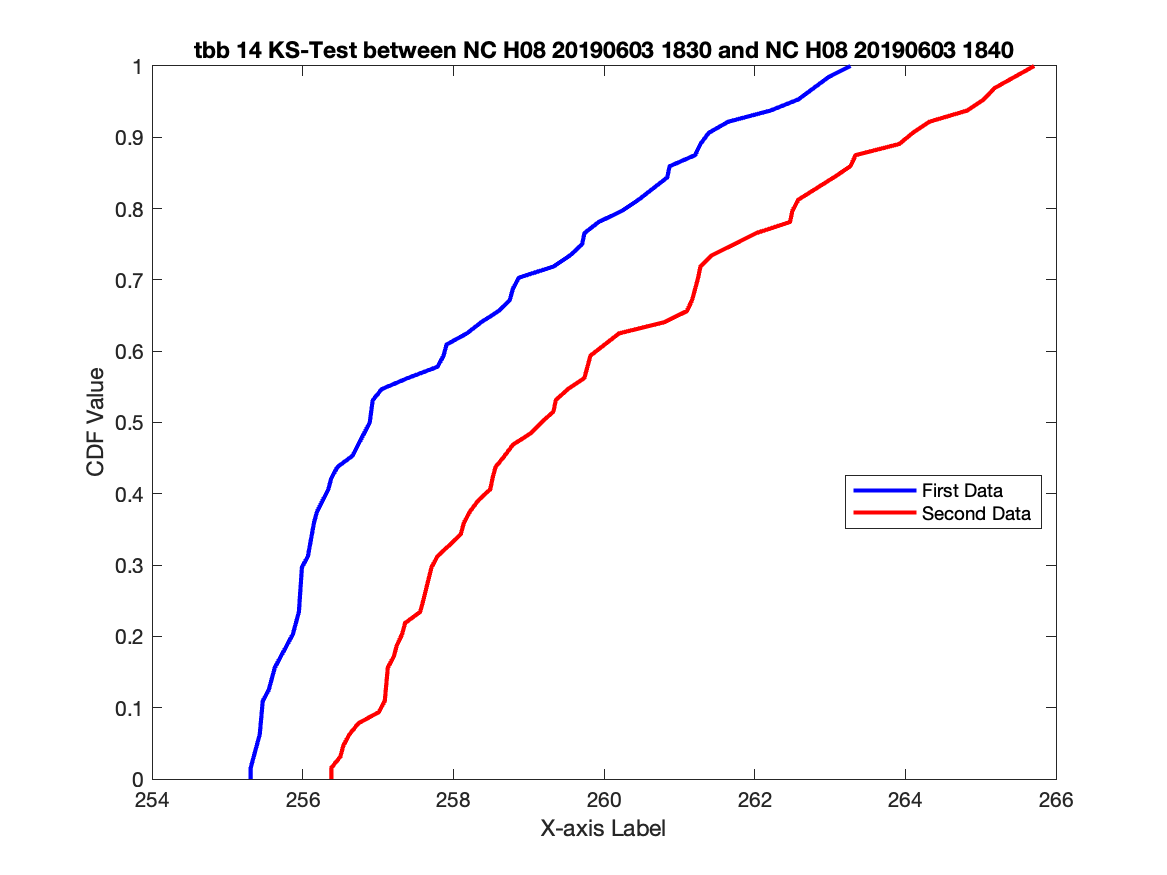 tbb 14 KS-Test between NC H08 20190603 1830 and NC H08 20190603 1840
1
0.9
0.8
0.7
0.6
0.5
0.4
0.3
0.2
0.1
0
CDF Value
First Data
Second Data
254 256 258 260 262 264 266
X-axis Label